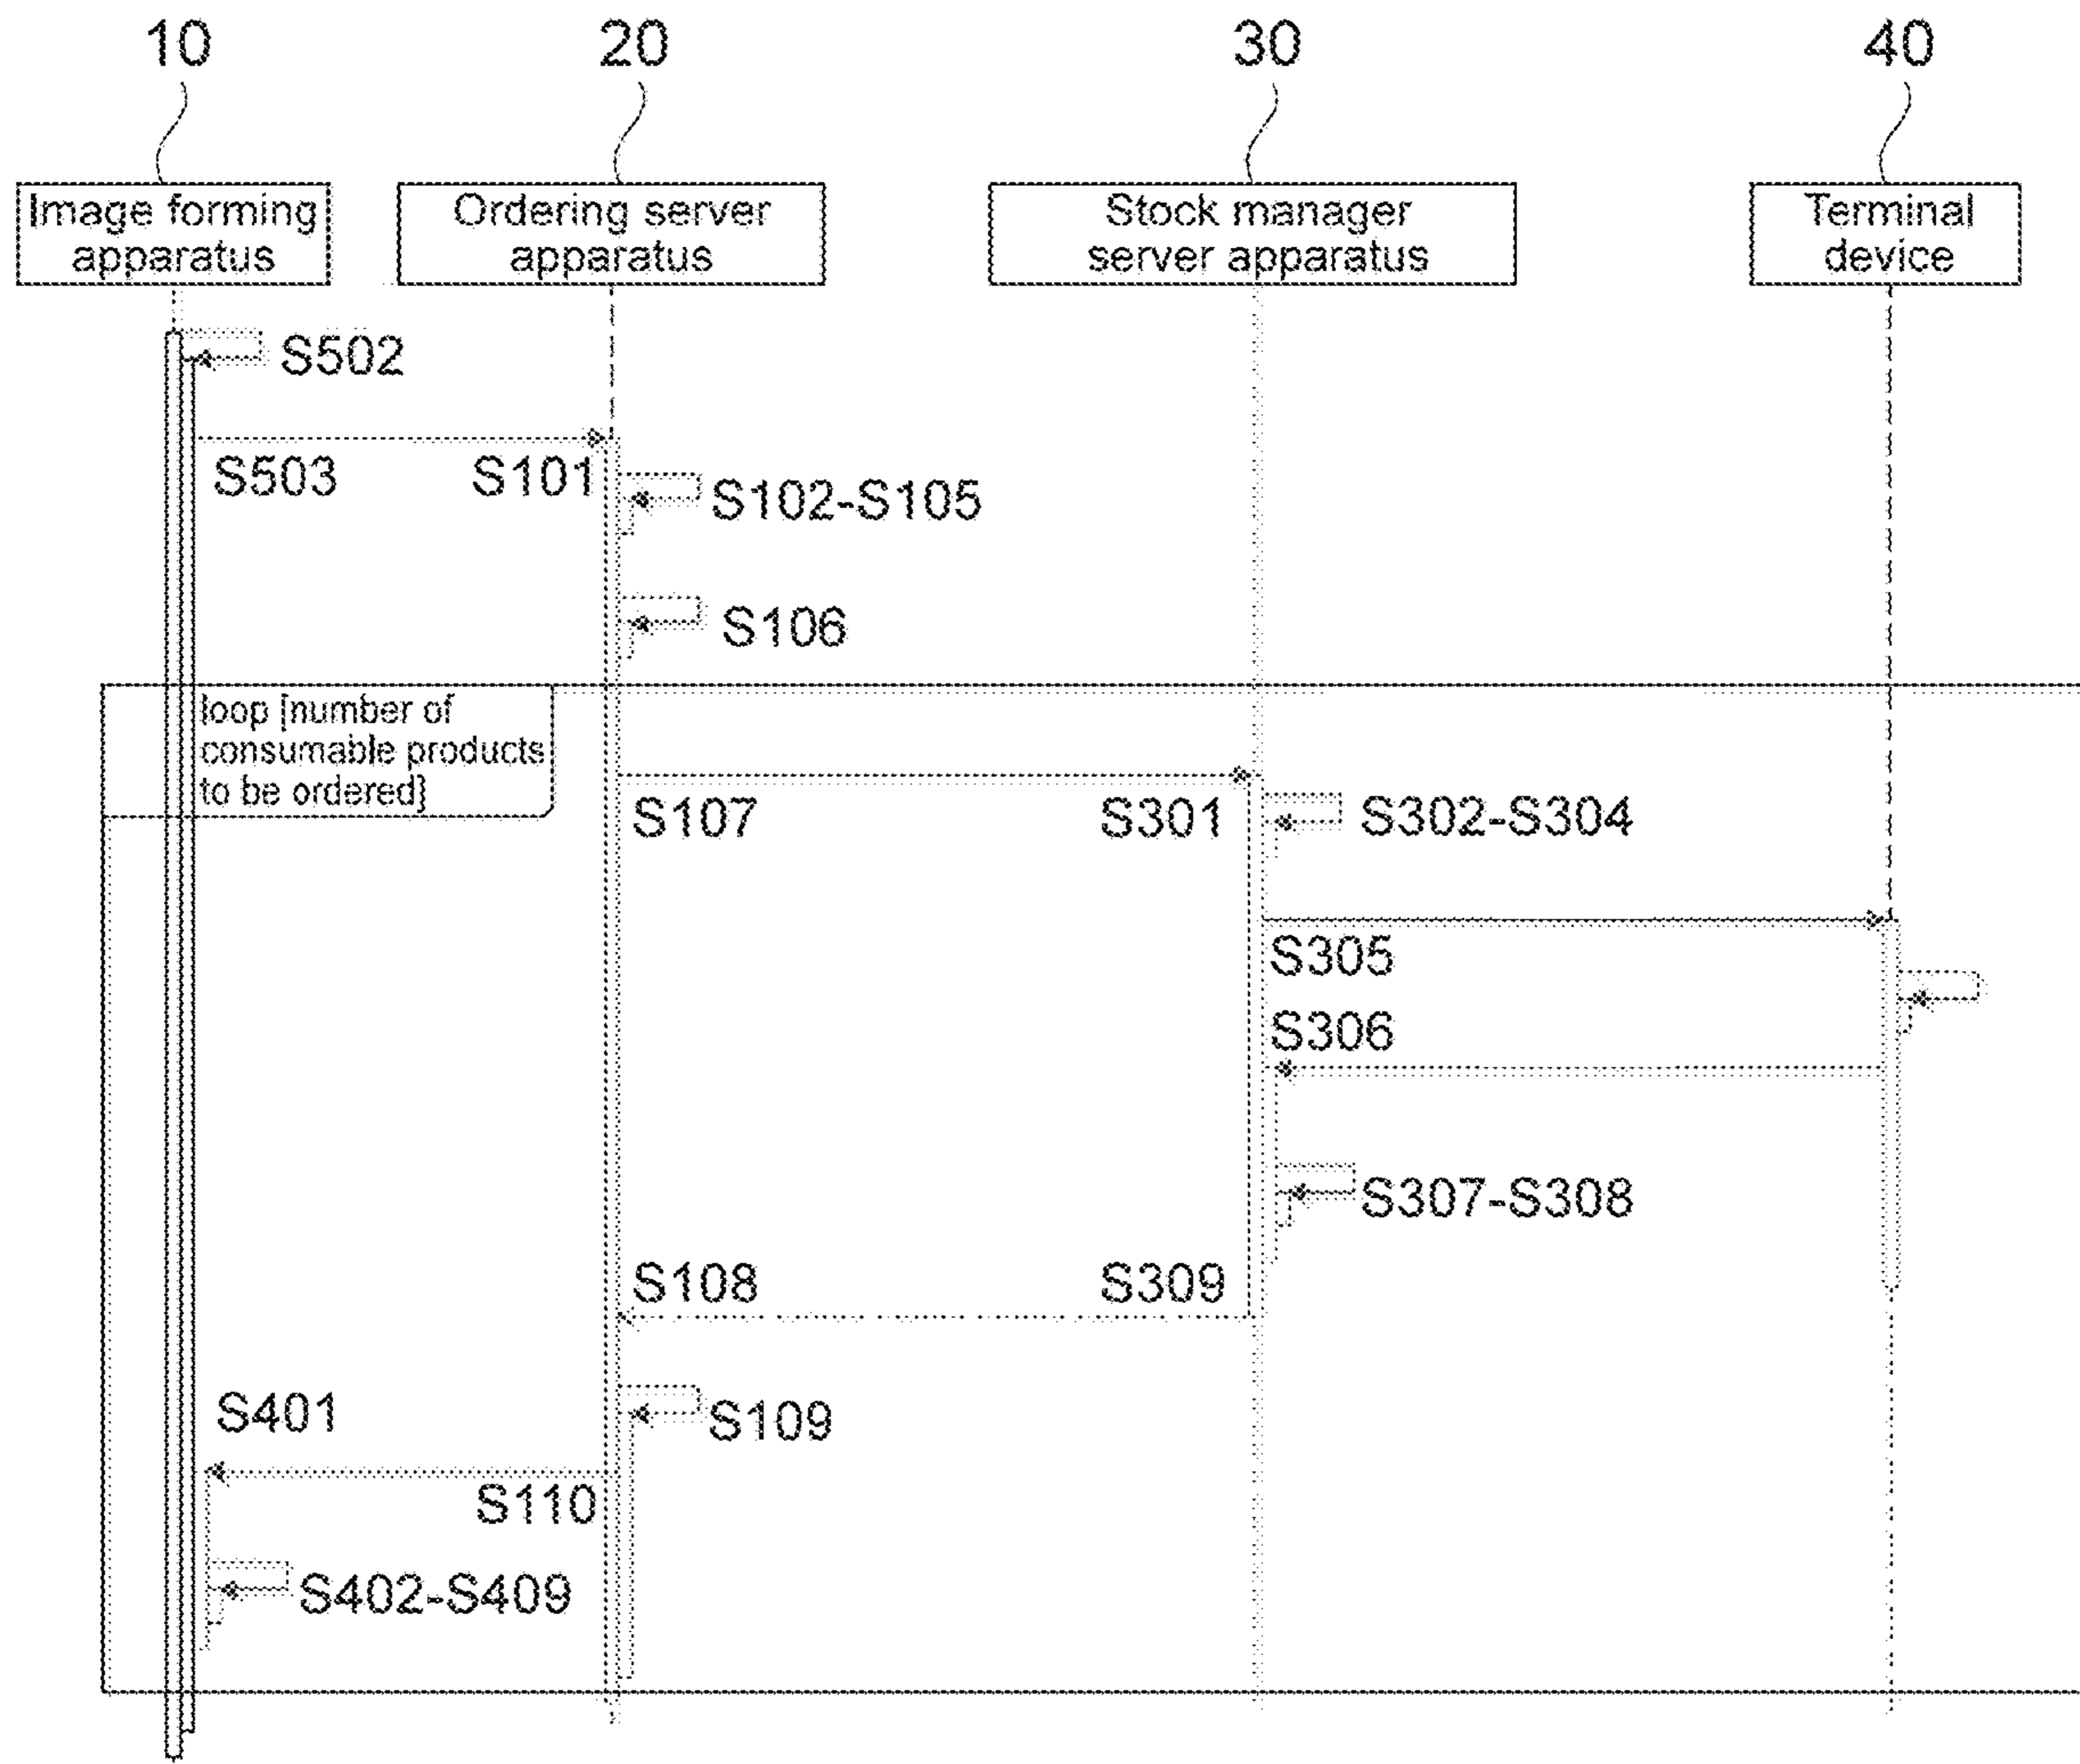 10
20
30
40
Image forming
apparatus
Ordering server
apparatus
Stock manager
server apparatus
Terminal
device
S502
S503
S101
S102-S105
S106
loop [number of
consumable products
to be ordered]
S107
S301
S302-S304
S305
S306
S307-S308
S108
S309
S401
S109
S110
S402-S409